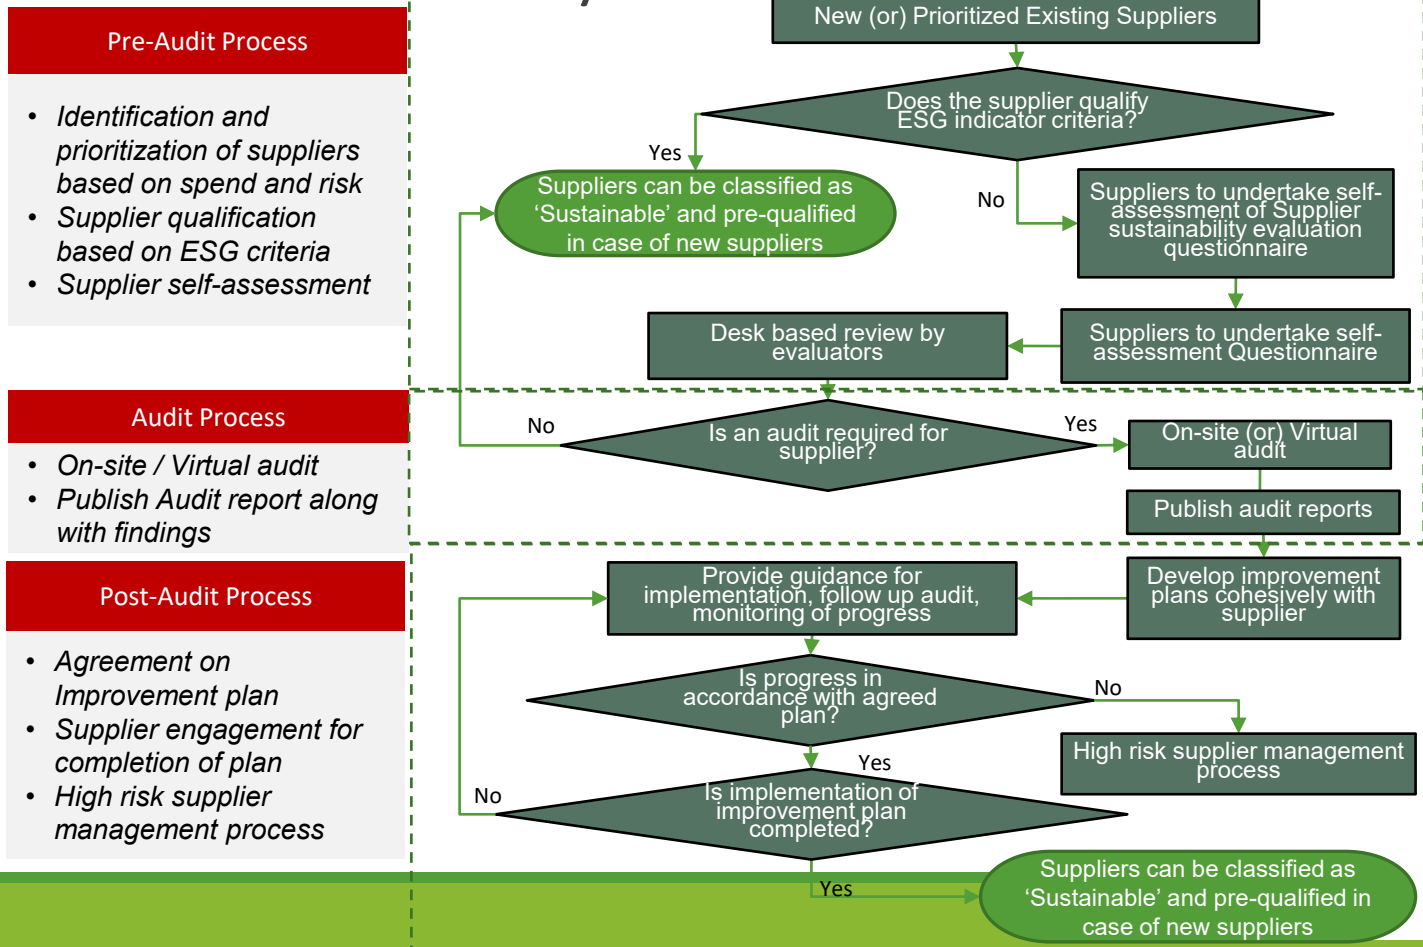 Pre-Audit Process
• Identification and
prioritization of suppliers
based on spend and risk
• Supplier qualification
based on ESG criteria
• Supplier self-assessment
New (or) Prioritized Existing Suppliers
Does the supplier qualify
ESG indicator criteria?
Yes
No
Suppliers can be classified as
‘Sustainable’ and pre-qualified
in case of new suppliers
Suppliers to undertake self-
assessment of Supplier
sustainability evaluation
questionnaire
Suppliers to undertake self-
assessment Questionnaire
Desk based review by
evaluators
Audit Process
• On-site / Virtual audit
• Publish Audit report along
with findings
Is an audit required for
supplier?
No
Yes
On-site (or) Virtual
audit
Publish audit reports
Post-Audit Process
• Agreement on
Improvement plan
• Supplier engagement for
completion of plan
• High risk supplier
management process
Develop improvement
plans cohesively with
supplier
Provide guidance for
implementation, follow up audit,
monitoring of progress
Is progress in
accordance with agreed
plan?
No
High risk supplier management
process
Yes
Is implementation of
improvement plan
completed?
No
Yes
Suppliers can be classified as
‘Sustainable’ and pre-qualified in
case of new suppliers